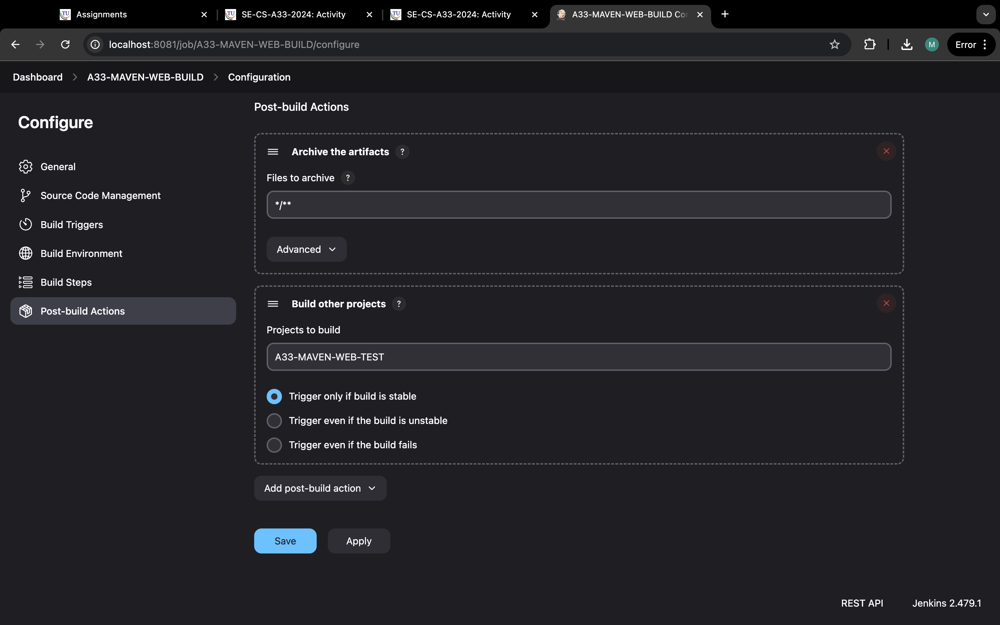 Assignments
SE-CS-A33-2024: Activity
SE-CS-A33-2024: Activity
A33-MAVEN-WEB-BUILD Cor
localhost:8081/job/A33-MAVEN-WEB-BUILD/configure
M
Error
Dashboard
A33-MAVEN-WEB-BUILD
Configuration
Configure
General
Source Code Management
Build Triggers
Build Environment
Build Steps
Post-build Actions
Post-build Actions
Archive the artifacts ?
Files to archive ?
*/**
Advanced
Build other projects ?
Projects to build
A33-MAVEN-WEB-TEST
Trigger only if build is stable
Trigger even if the build is unstable
Trigger even if the build fails
Add post-build action
Save
Apply
REST API
Jenkins 2.479.1